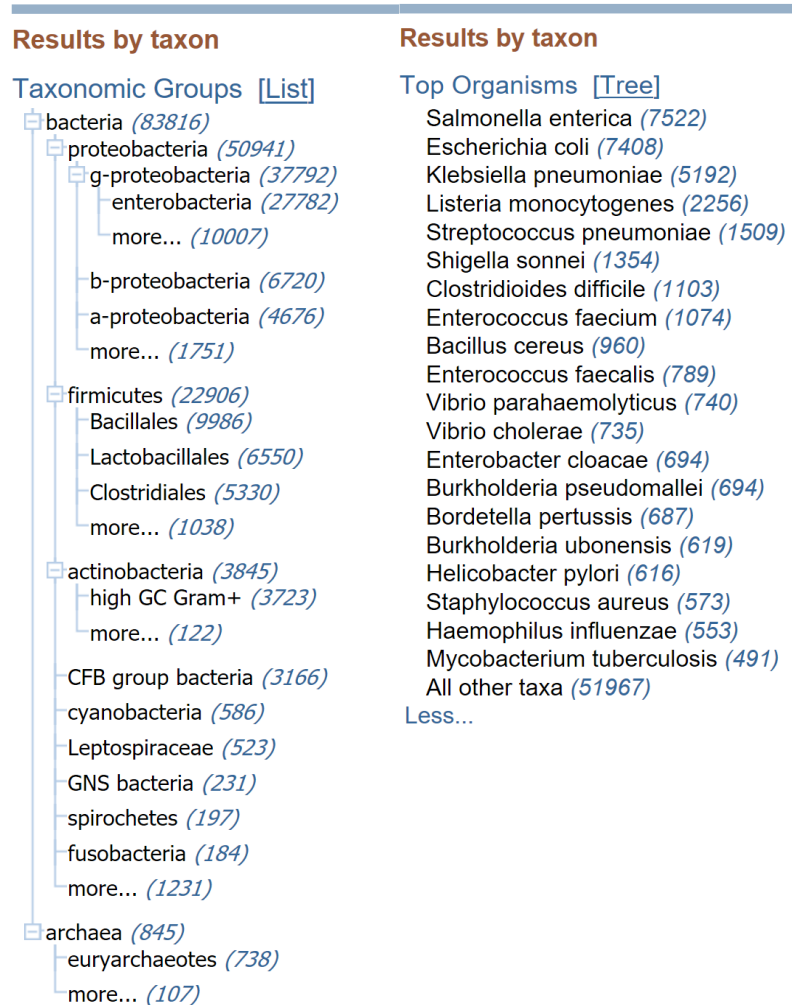 Results by taxon
Taxonomic Groups [List]
bacteria (83816)
proteobacteria (50941)
g-proteobacteria (37792)
enterobacteria (27782)
more... (10007)
b-proteobacteria (6720)
a-proteobacteria (4676)
more... (1751)
firmicutes (22906)
Bacillales (9986)
Lactobacillales (6550)
Clostridiales (5330)
more... (1038)
actinobacteria (3845)
high GC Gram+ (3723)
more... (122)
CFB group bacteria (3166)
cyanobacteria (586)
Leptospiraceae (523)
GNS bacteria (231)
spirochetes (197)
fusobacteria (184)
more... (1231)
archaea (845)
euryarchaeotes (738)
more... (107)
Results by taxon
Top Organisms [Tree]
Salmonella enterica (7522)
Escherichia coli (7408)
Klebsiella pneumoniae (5192)
Listeria monocytogenes (2256)
Streptococcus pneumoniae (1509)
Shigella sonnei (1354)
Clostridioides difficile (1103)
Enterococcus faecium (1074)
Bacillus cereus (960)
Enterococcus faecalis (789)
Vibrio parahaemolyticus (740)
Vibrio cholerae (735)
Enterobacter cloacae (694)
Burkholderia pseudomallei (694)
Bordetella pertussis (687)
Burkholderia ubonensis (619)
Helicobacter pylori (616)
Staphylococcus aureus (573)
Haemophilus influenzae (553)
Mycobacterium tuberculosis (491)
All other taxa (51967)
Less...